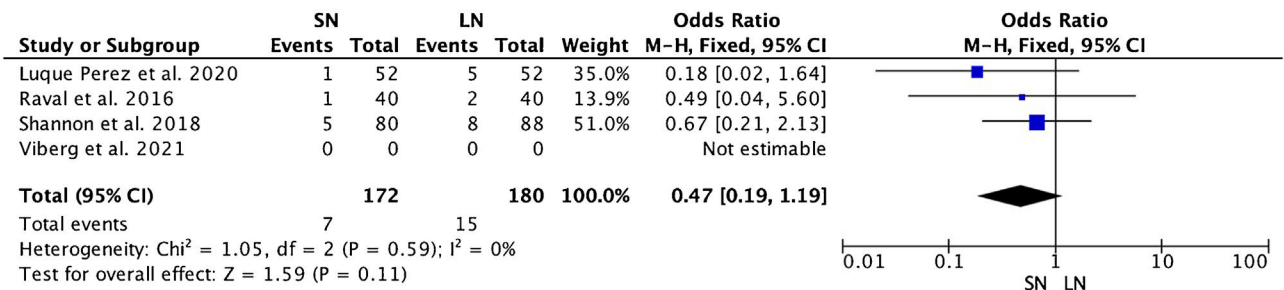 SN LN Odds Ratio Odds Ratio
Study or Subgroup Events Total Events Total Weight M-H, Fixed, 95% CI M-H, Fixed, 95% CI
Luque Perez et al. 2020 1 52 5 52 35.0% 0.18 [0.02, 1.64]
Raval et al. 2016 1 40 2 40 13.9% 0.49 [0.04, 5.60]
Shannon et al. 2018 5 80 8 88 51.0% 0.67 [0.21, 2.13]
Viberg et al. 2021 0 0 0 0 Not estimable
Total (95% CI) 172 180 100.0% 0.47 [0.19, 1.19]
Total events 7 15
Heterogeneity: Chi² = 1.05, df = 2 (P = 0.59); I² = 0%
Test for overall effect: Z = 1.59 (P = 0.11)
0.01 0.1 1 10 100
SN LN